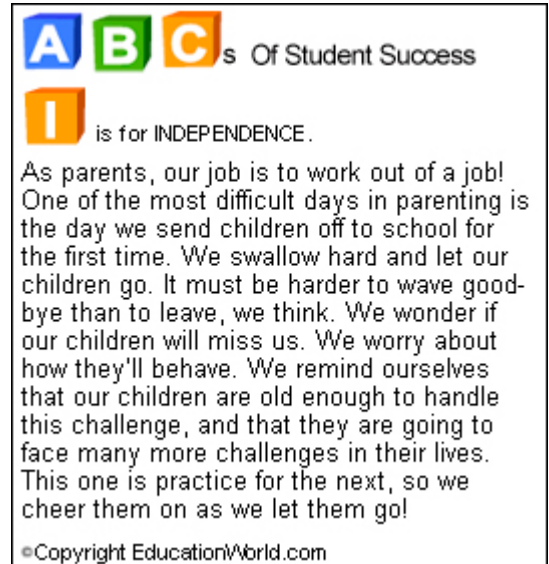 ABCs Of Student Success
I is for INDEPENDENCE.
As parents, our job is to work out of a job!
One of the most difficult days in parenting is
the day we send children off to school for
the first time. We swallow hard and let our
children go. It must be harder to wave good-
bye than to leave, we think. We wonder if
our children will miss us. We worry about
how they'll behave. We remind ourselves
that our children are old enough to handle
this challenge, and that they are going to
face many more challenges in their lives.
This one is practice for the next, so we
cheer them on as we let them go!
©Copyright EducationWorld.com